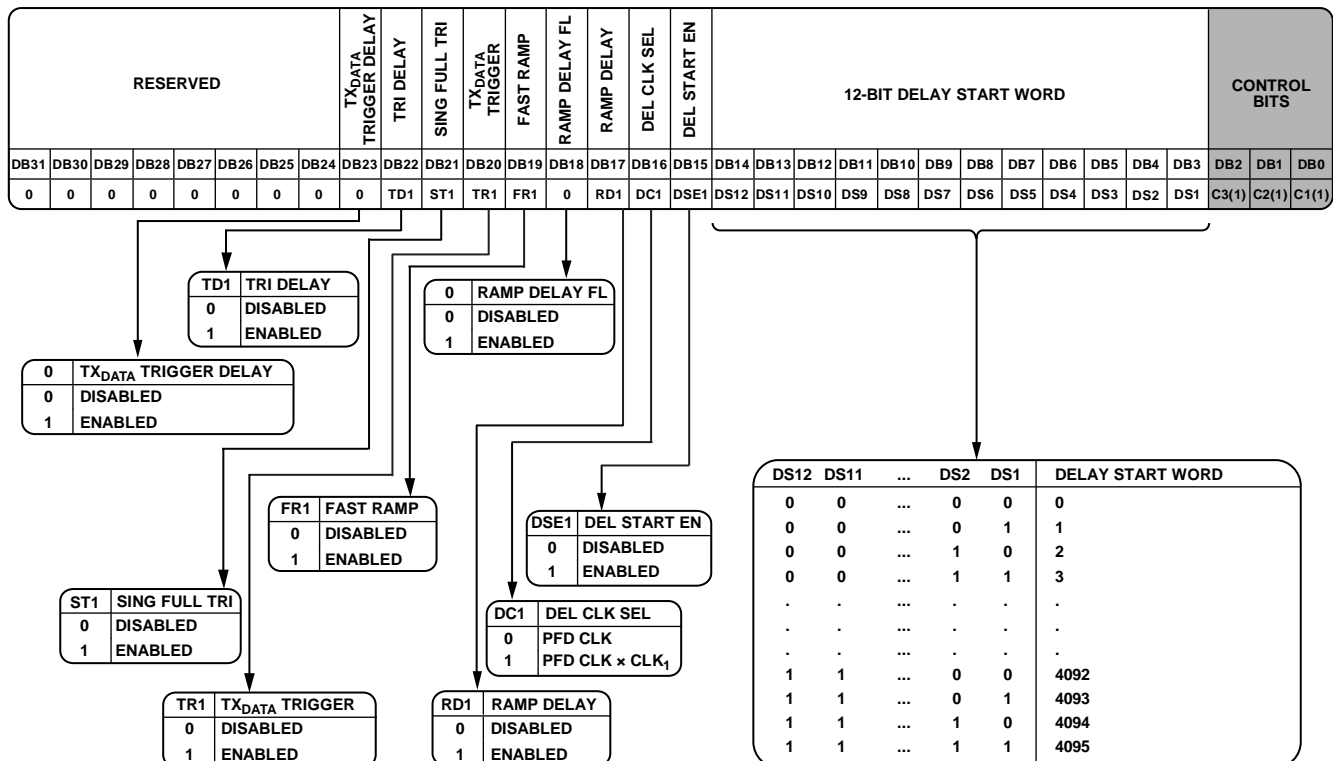 RESERVED
TXDATA TRIGGER DELAY
TRI DELAY
SING FULL TRI
TXDATA TRIGGER
FAST RAMP
RAMP DELAY FL
RAMP DELAY
DEL CLK SEL
DEL START EN
12-BIT DELAY START WORD
CONTROL BITS
DB31 DB30 DB29 DB28 DB27 DB26 DB25 DB24 DB23 DB22 DB21 DB20 DB19 DB18 DB17 DB16 DB15 DB14 DB13 DB12 DB11 DB10 DB9 DB8 DB7 DB6 DB5 DB4 DB3 DB2 DB1 DB0
0 0 0 0 0 0 0 0 0 TD1 ST1 TR1 FR1 0 RD1 DC1 DSE1 DS12 DS11 DS10 DS9 DS8 DS7 DS6 DS5 DS4 DS3 DS2 DS1 C3(1) C2(1) C1(1)
TD1 TRI DELAY
0 DISABLED
1 ENABLED
0 RAMP DELAY FL
0 DISABLED
1 ENABLED
0 TXDATA TRIGGER DELAY
0 DISABLED
1 ENABLED
FR1 FAST RAMP
0 DISABLED
1 ENABLED
DSE1 DEL START EN
0 DISABLED
1 ENABLED
ST1 SING FULL TRI
0 DISABLED
1 ENABLED
DC1 DEL CLK SEL
0 PFD CLK
1 PFD CLK × CLK1
TR1 TXDATA TRIGGER
0 DISABLED
1 ENABLED
RD1 RAMP DELAY
0 DISABLED
1 ENABLED
DS12 DS11 ... DS2 DS1 DELAY START WORD
0 0 ... 0 0 0
0 0 ... 0 1 1
0 0 ... 1 0 2
0 0 ... 1 1 3
. . ... . . .
. . ... . . .
. . ... . . .
1 1 ... 0 0 4092
1 1 ... 0 1 4093
1 1 ... 1 0 4094
1 1 ... 1 1 4095